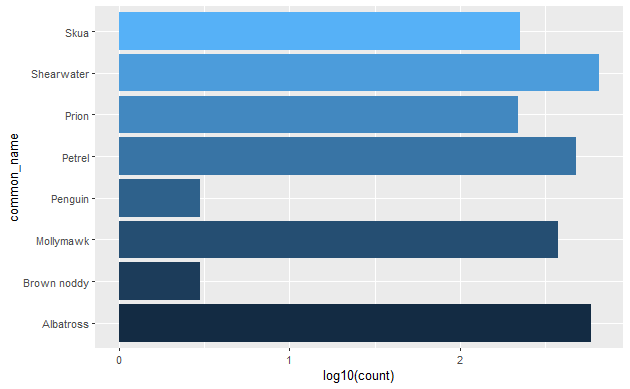 Skua
Shearwater
Prion
Petrel
Penguin
Mollymawk
Brown noddy
Albatross
common_name
0 1 2
log10(count)